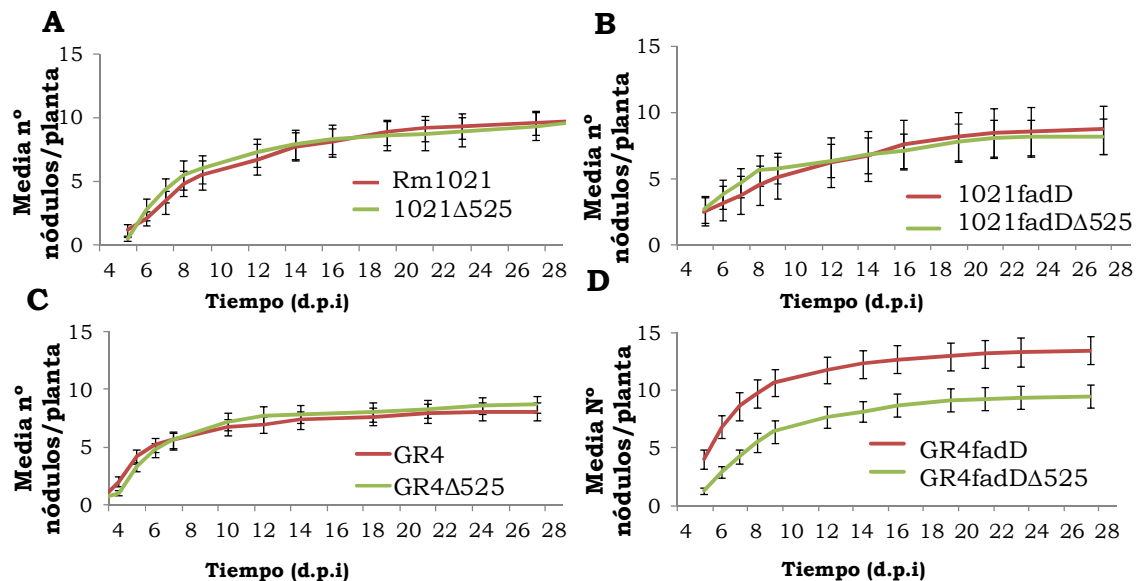 A
Media nº
nódulos/planta
15
10
5
0
Rm1021
1021Δ525
4 6 8 10 12 14 16 18 20 22 24 26 28
Tiempo (d.p.i)
B
Media nº
nódulos/planta
15
10
5
0
1021fadD
1021fadDΔ525
4 6 8 10 12 14 16 18 20 22 24 26 28
Tiempo (d.p.i)
C
Media nº
nódulos/planta
15
10
5
0
GR4
GR4Δ525
4 6 8 10 12 14 16 18 20 22 24 26 28
Tiempo (d.p.i)
D
Media Nº
nódulos/planta
15
10
5
0
GR4fadD
GR4fadDΔ525
4 6 8 10 12 14 16 18 20 22 24 26 28
Tiempo (d.p.i)